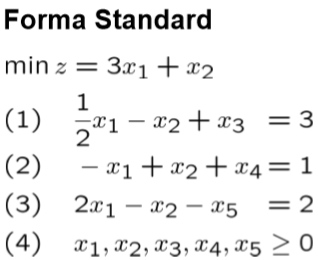 Forma Standard
min z = 3x₁ + x₂
(1) ½x₁ − x₂ + x₃ = 3
(2) − x₁ + x₂ + x₄ = 1
(3) 2x₁ − x₂ − x₅ = 2
(4) x₁, x₂, x₃, x₄, x₅ ≥ 0